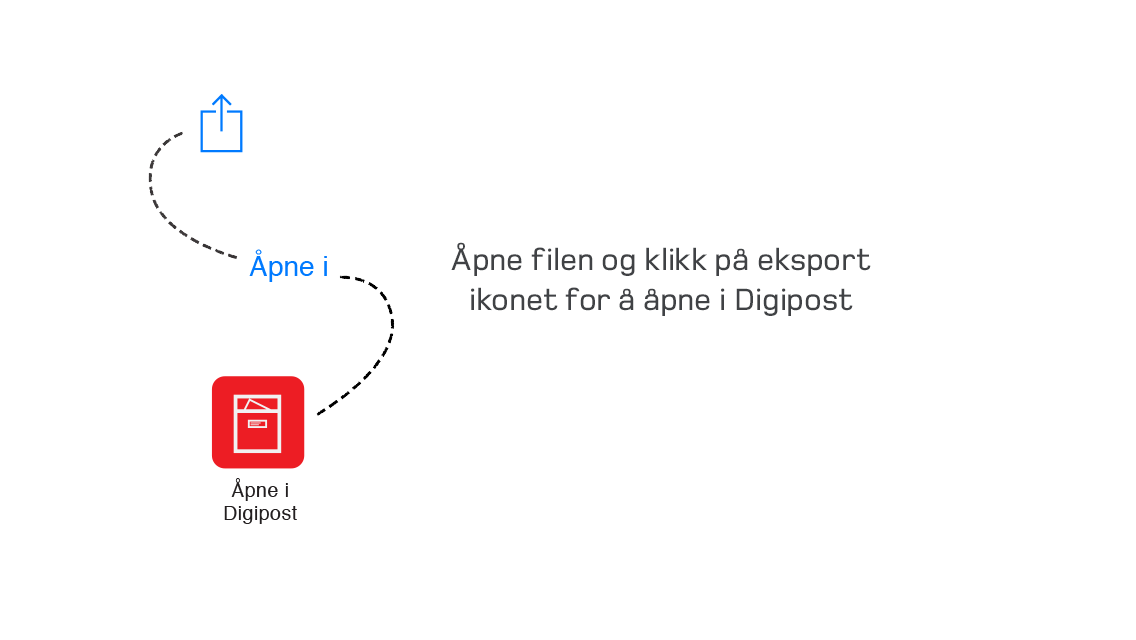 Åpne i
Åpne filen og klikk på eksport
ikonet for å åpne i Digipost
Åpne i
Digipost